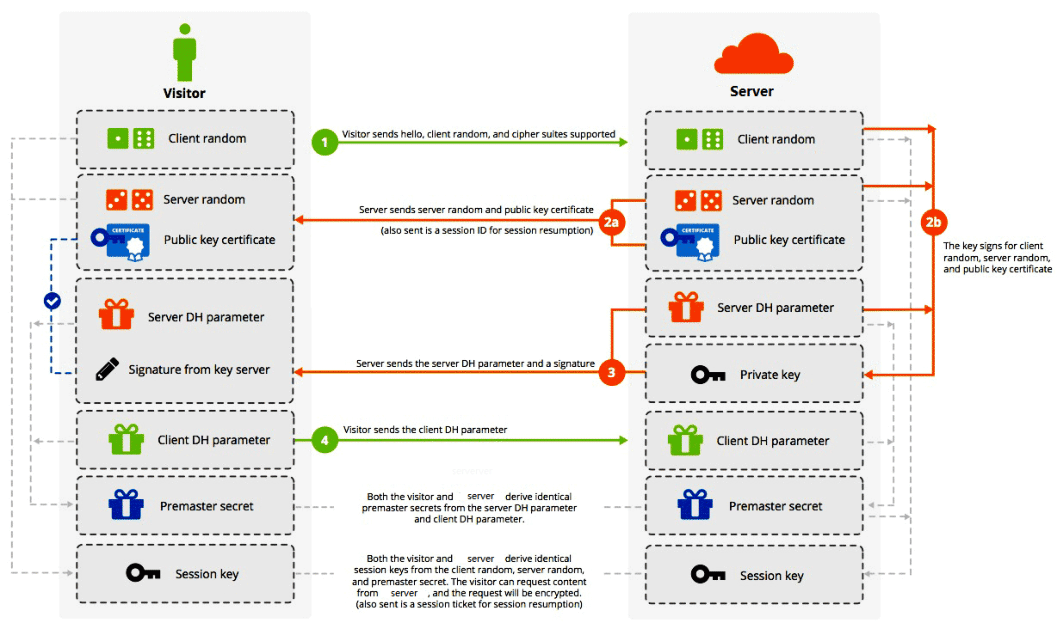 Visitor
Server
Client random
1
Visitor sends hello, client random, and cipher suites supported
Client random
Server random
CERTIFICATE
Public key certificate
Server sends server random and public key certificate
(also sent is a session ID for session resumption)
2a
Server random
CERTIFICATE
Public key certificate
2b
The key signs for client
random, server random,
and public key certificate
Server DH parameter
Signature from key server
Server sends the server DH parameter and a signature
3
Server DH parameter
Private key
Client DH parameter
4
Visitor sends the client DH parameter
Client DH parameter
Premaster secret
Both the visitor and server derive identical
premaster secrets from the server DH parameter
and client DH parameter.
Premaster secret
Session key
Both the visitor and server derive identical
session keys from the client random, server random,
and premaster secret. The visitor can request content
from server , and the request will be encrypted.
(also sent is a session ticket for session resumption)
Session key